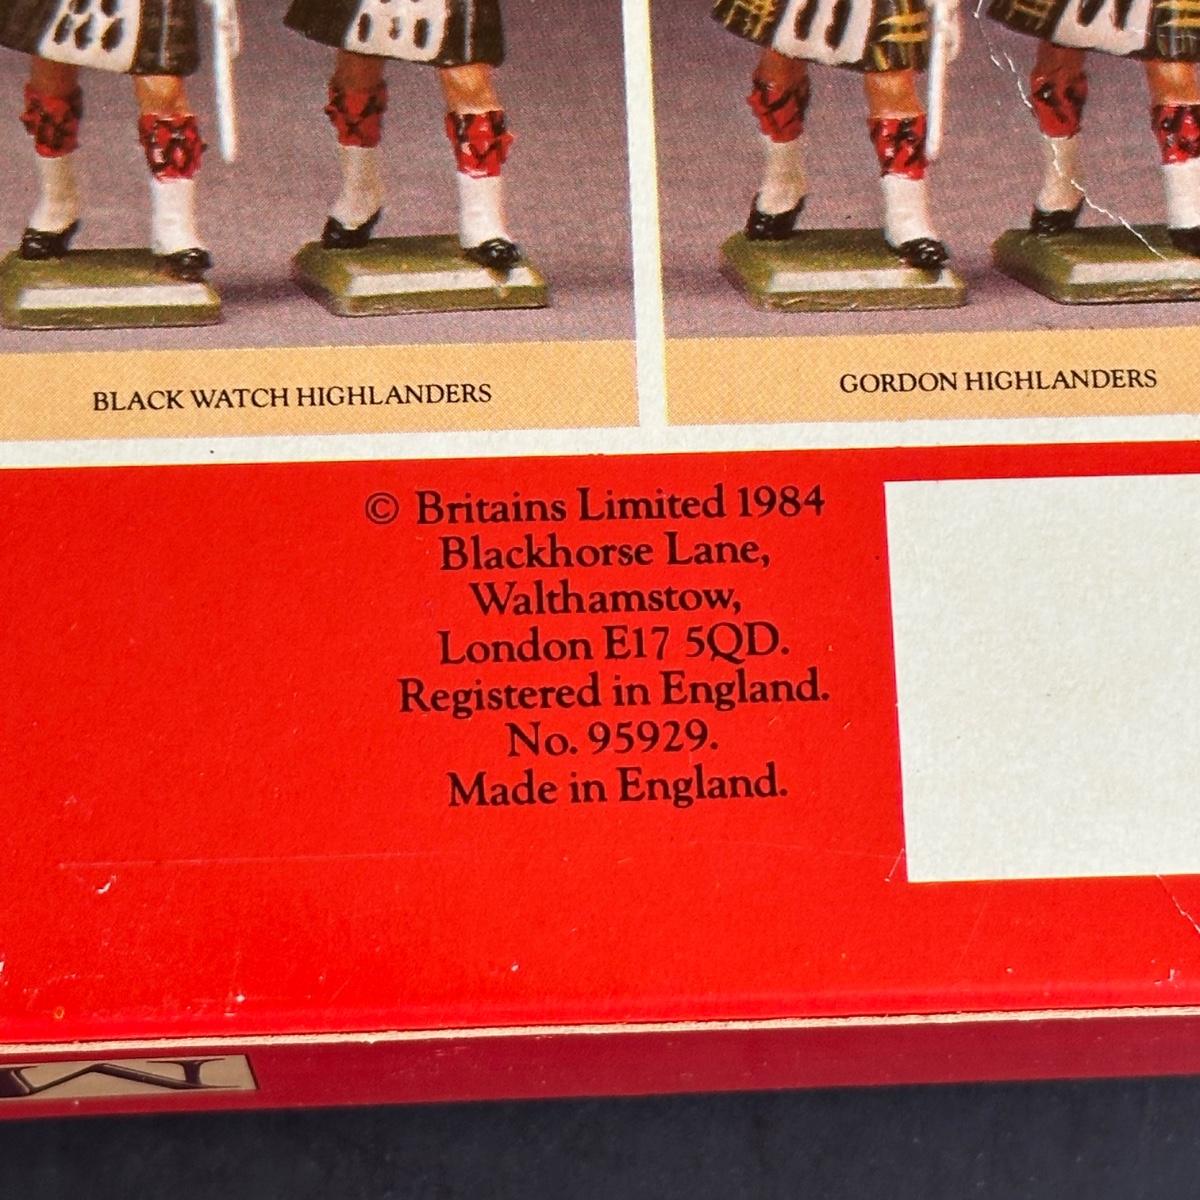 BLACK WATCH HIGHLANDERS
GORDON HIGHLANDERS
© Britains Limited 1984
Blackhorse Lane,
Walthamstow,
London E17 5QD.
Registered in England.
No. 95929.
Made in England.